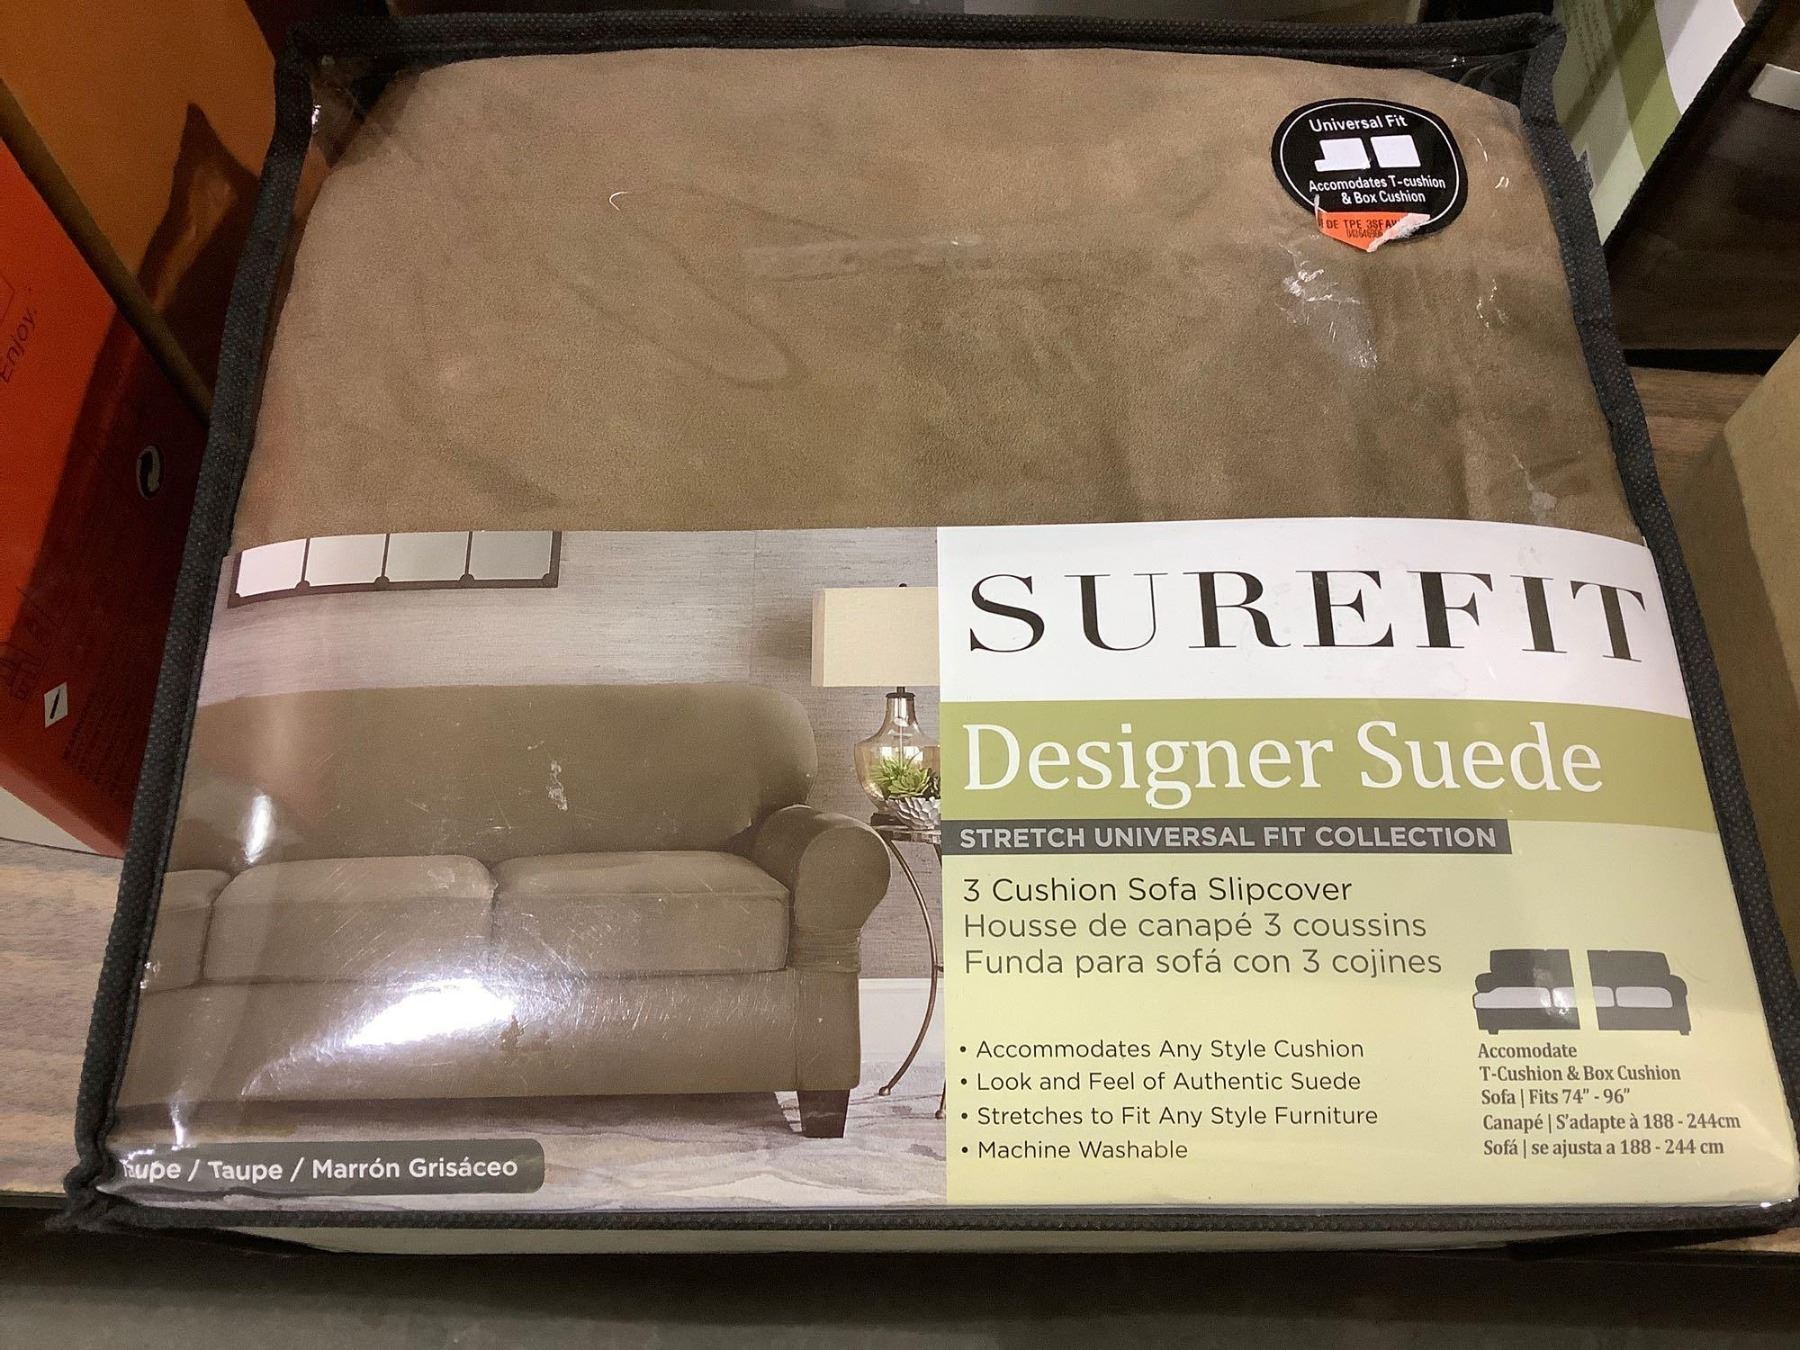 Universal Fit
Accomodates T-cushion
& Box Cushion
DE TPE
Enjoy.
SUREFIT
Designer Suede
STRETCH UNIVERSAL FIT COLLECTION
3 Cushion Sofa Slipcover
Housse de canapé 3 coussins
Funda para sofá con 3 cojines
• Accommodates Any Style Cushion
• Look and Feel of Authentic Suede
• Stretches to Fit Any Style Furniture
• Machine Washable
Accomodate
T-Cushion & Box Cushion
Sofa | Fits 74" - 96"
Canapé | S'adapte à 188 - 244cm
Sofá | se ajusta a 188 - 244 cm
Taupe / Taupe / Marrón Grisáceo